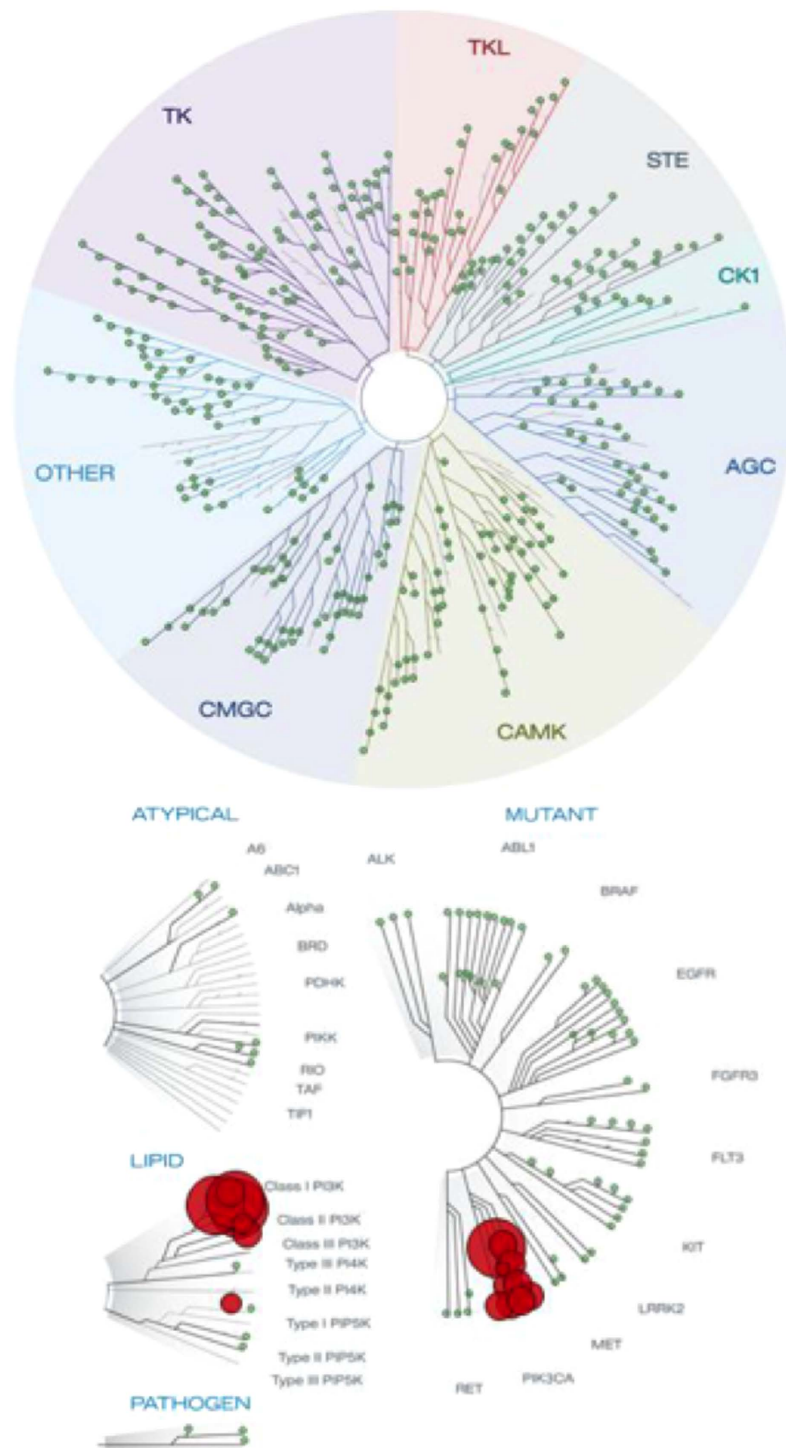 TKL
TK
STE
CK1
OTHER
AGC
CMGC
CAMK
ATYPICAL
MUTANT
A6
ABC1
Alpha
BRD
PDHK
PIKK
RIO
TAF
TIF1
ALK
ABL1
BRAF
EGFR
FGFR3
FLT3
KIT
LRRK2
MET
PIK3CA
RET
LIPID
Class I PI3K
Class II PI3K
Class III PI3K
Type III PI4K
Type II PI4K
Type I PIP5K
Type II PIP5K
Type III PIP5K
PATHOGEN